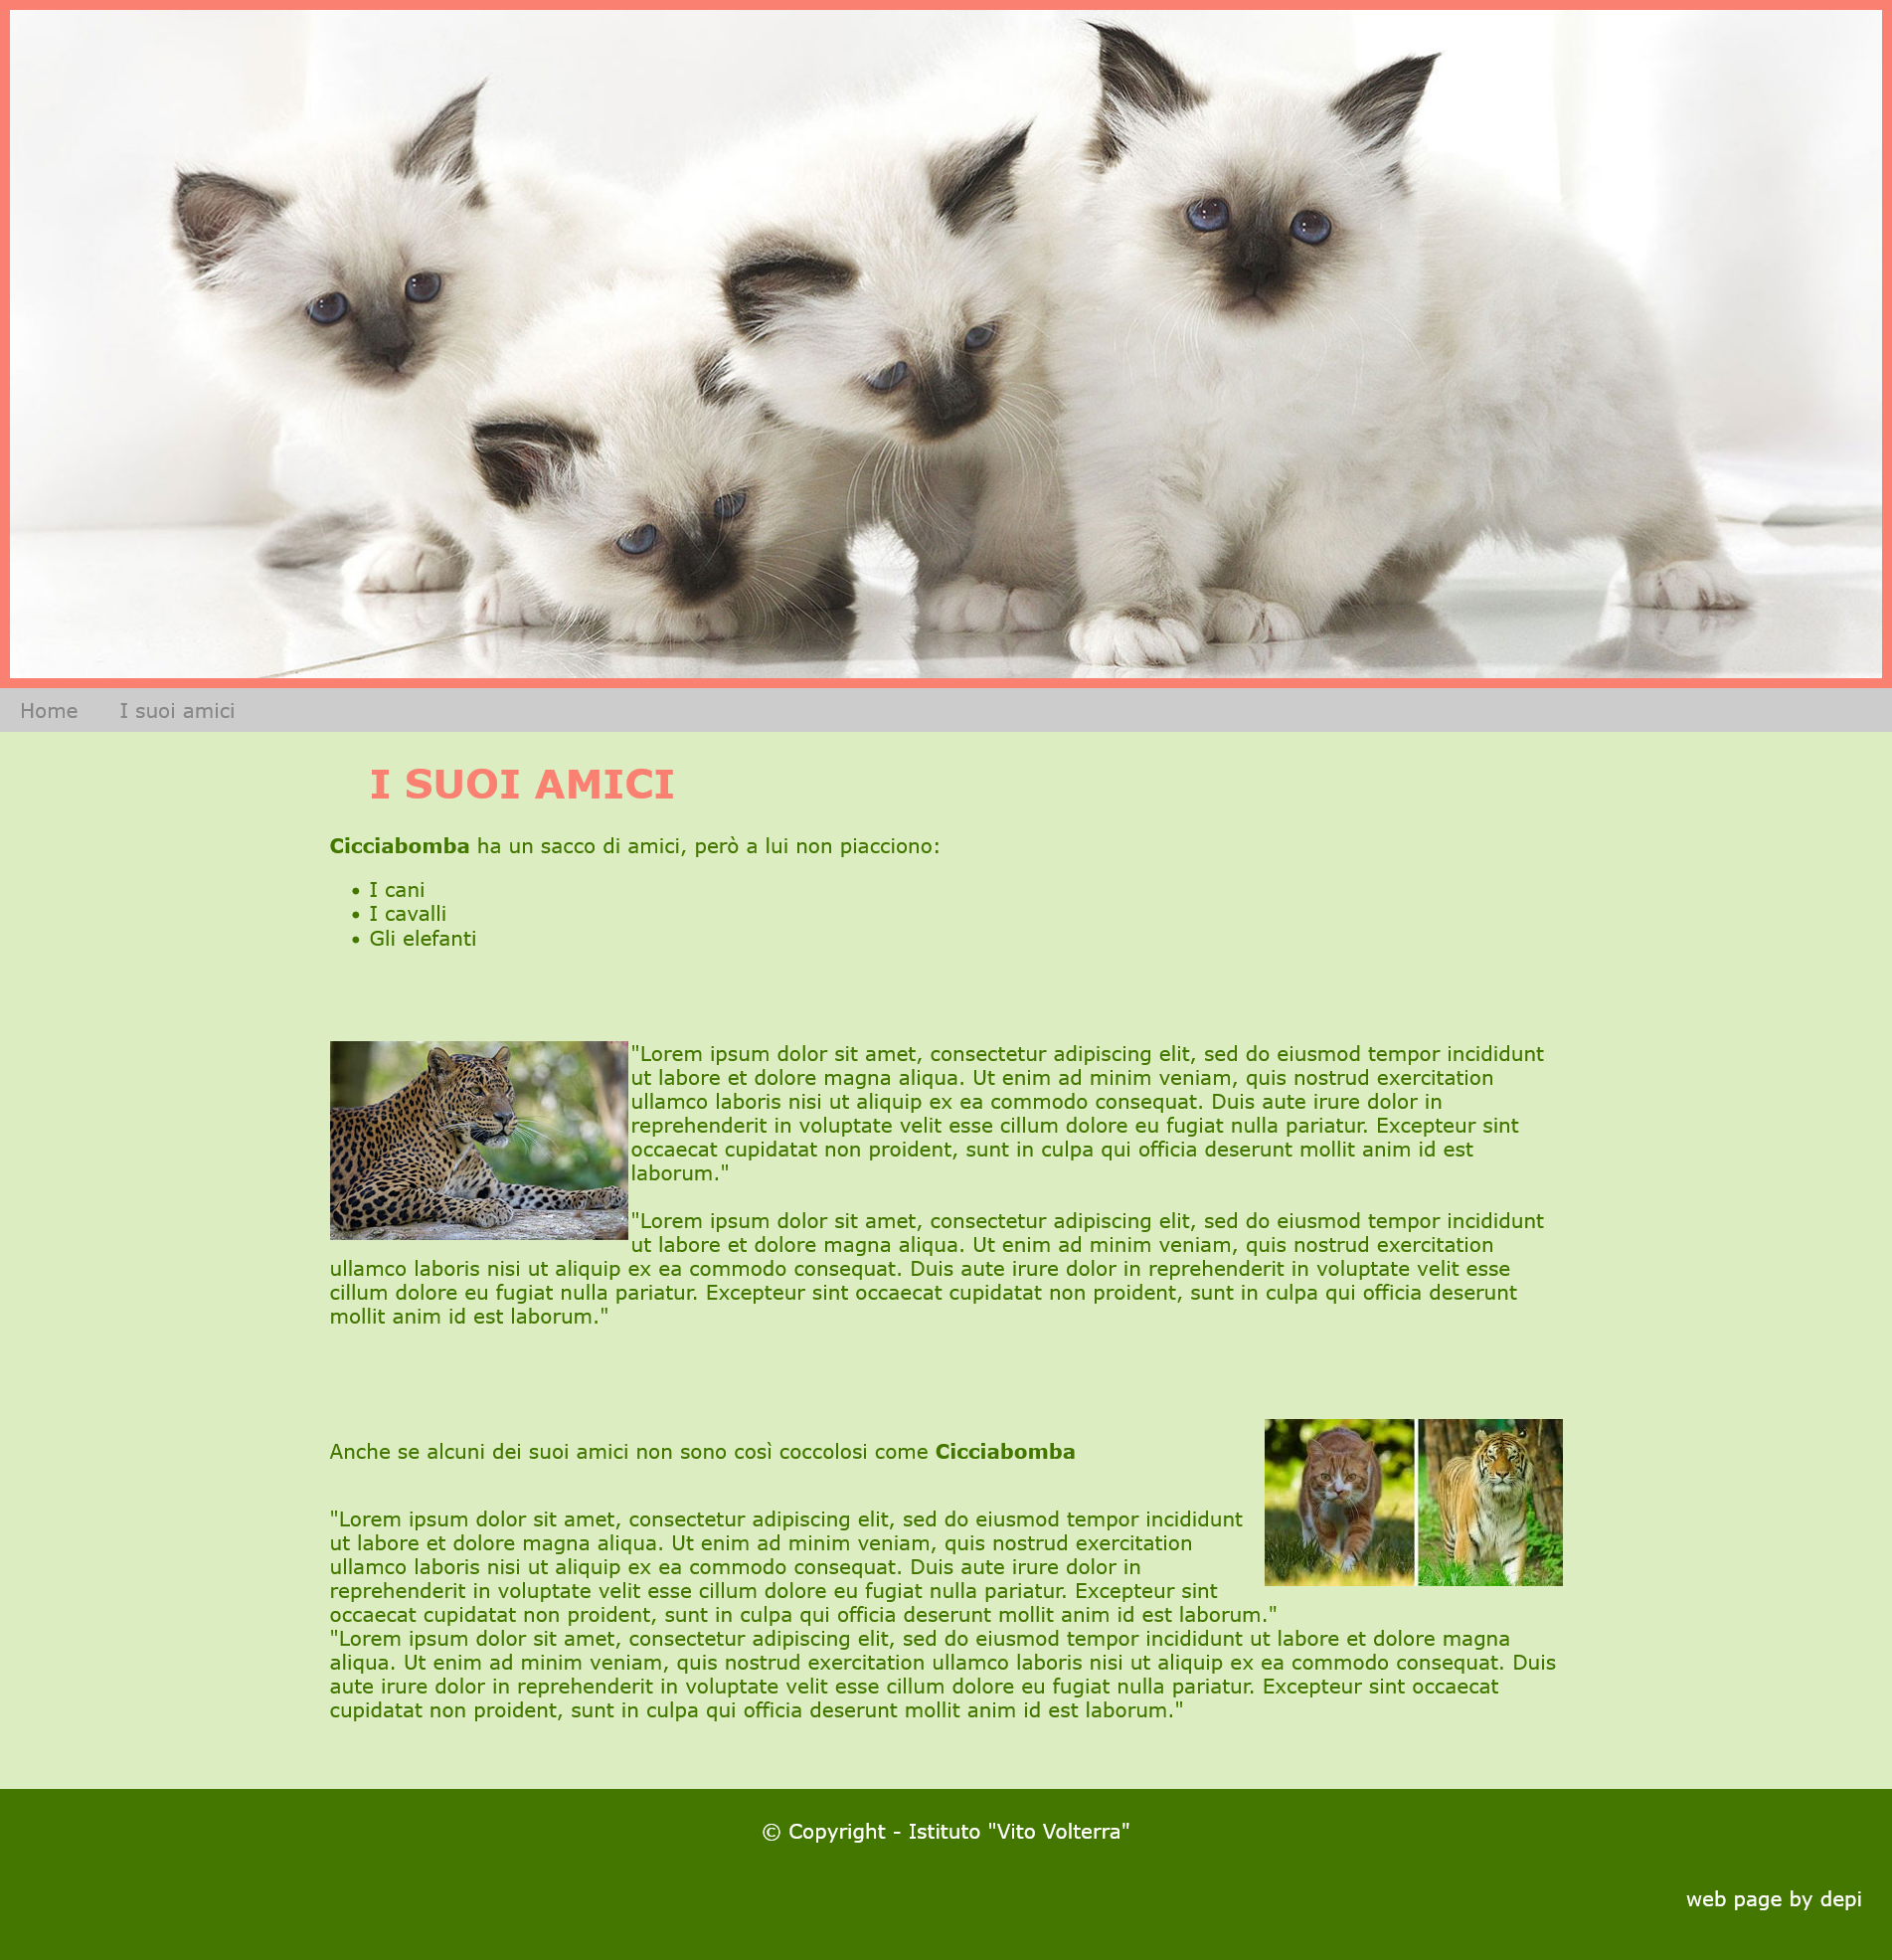 Home I suoi amici
I SUOI AMICI
Cicciabomba ha un sacco di amici, però a lui non piacciono:
• I cani
• I cavalli
• Gli elefanti
"Lorem ipsum dolor sit amet, consectetur adipiscing elit, sed do eiusmod tempor incididunt
ut labore et dolore magna aliqua. Ut enim ad minim veniam, quis nostrud exercitation
ullamco laboris nisi ut aliquip ex ea commodo consequat. Duis aute irure dolor in
reprehenderit in voluptate velit esse cillum dolore eu fugiat nulla pariatur. Excepteur sint
occaecat cupidatat non proident, sunt in culpa qui officia deserunt mollit anim id est
laborum."
"Lorem ipsum dolor sit amet, consectetur adipiscing elit, sed do eiusmod tempor incididunt
ut labore et dolore magna aliqua. Ut enim ad minim veniam, quis nostrud exercitation
ullamco laboris nisi ut aliquip ex ea commodo consequat. Duis aute irure dolor in reprehenderit in voluptate velit esse
cillum dolore eu fugiat nulla pariatur. Excepteur sint occaecat cupidatat non proident, sunt in culpa qui officia deserunt
mollit anim id est laborum."
Anche se alcuni dei suoi amici non sono così coccolosi come Cicciabomba
"Lorem ipsum dolor sit amet, consectetur adipiscing elit, sed do eiusmod tempor incididunt
ut labore et dolore magna aliqua. Ut enim ad minim veniam, quis nostrud exercitation
ullamco laboris nisi ut aliquip ex ea commodo consequat. Duis aute irure dolor in
reprehenderit in voluptate velit esse cillum dolore eu fugiat nulla pariatur. Excepteur sint
occaecat cupidatat non proident, sunt in culpa qui officia deserunt mollit anim id est laborum."
"Lorem ipsum dolor sit amet, consectetur adipiscing elit, sed do eiusmod tempor incididunt ut labore et dolore magna
aliqua. Ut enim ad minim veniam, quis nostrud exercitation ullamco laboris nisi ut aliquip ex ea commodo consequat. Duis
aute irure dolor in reprehenderit in voluptate velit esse cillum dolore eu fugiat nulla pariatur. Excepteur sint occaecat
cupidatat non proident, sunt in culpa qui officia deserunt mollit anim id est laborum."
© Copyright - Istituto "Vito Volterra"
web page by depi